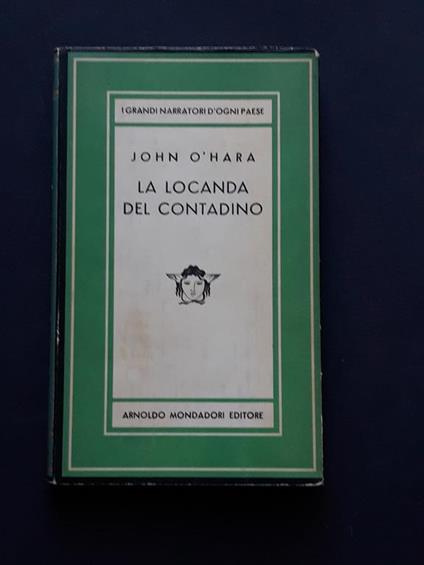 I GRANDI NARRATORI D'OGNI PAESE
JOHN O'HARA
LA LOCANDA
DEL CONTADINO
ARNOLDO MONDADORI EDITORE